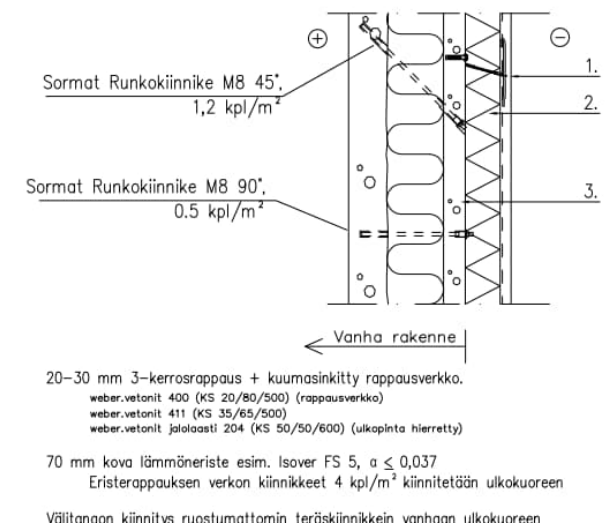 +
-
Sormat Runkokiinnike M8 45°,
1,2 kpl/m²
1.
2.
Sormat Runkokiinnike M8 90°,
0.5 kpl/m²
3.
Vanha rakenne
20-30 mm 3-kerrosrappaus + kuumasinkitty rappausverkko.
weber.vetonit 400 (KS 20/80/500) (rappausverkko)
weber.vetonit 411 (KS 35/65/500)
weber.vetonit jalolaasti 204 (KS 50/50/600) (ulkopinta hierretty)
70 mm kova lämmöneriste esim. Isover FS 5, α ≤ 0,037
Eristerappauksen verkon kiinnikkeet 4 kpl/m² kiinnitetään ulkokuoreen
Välitangon kiinnitys ruostumattomin teräskiinnikkein vanhaan ulkokuoreen